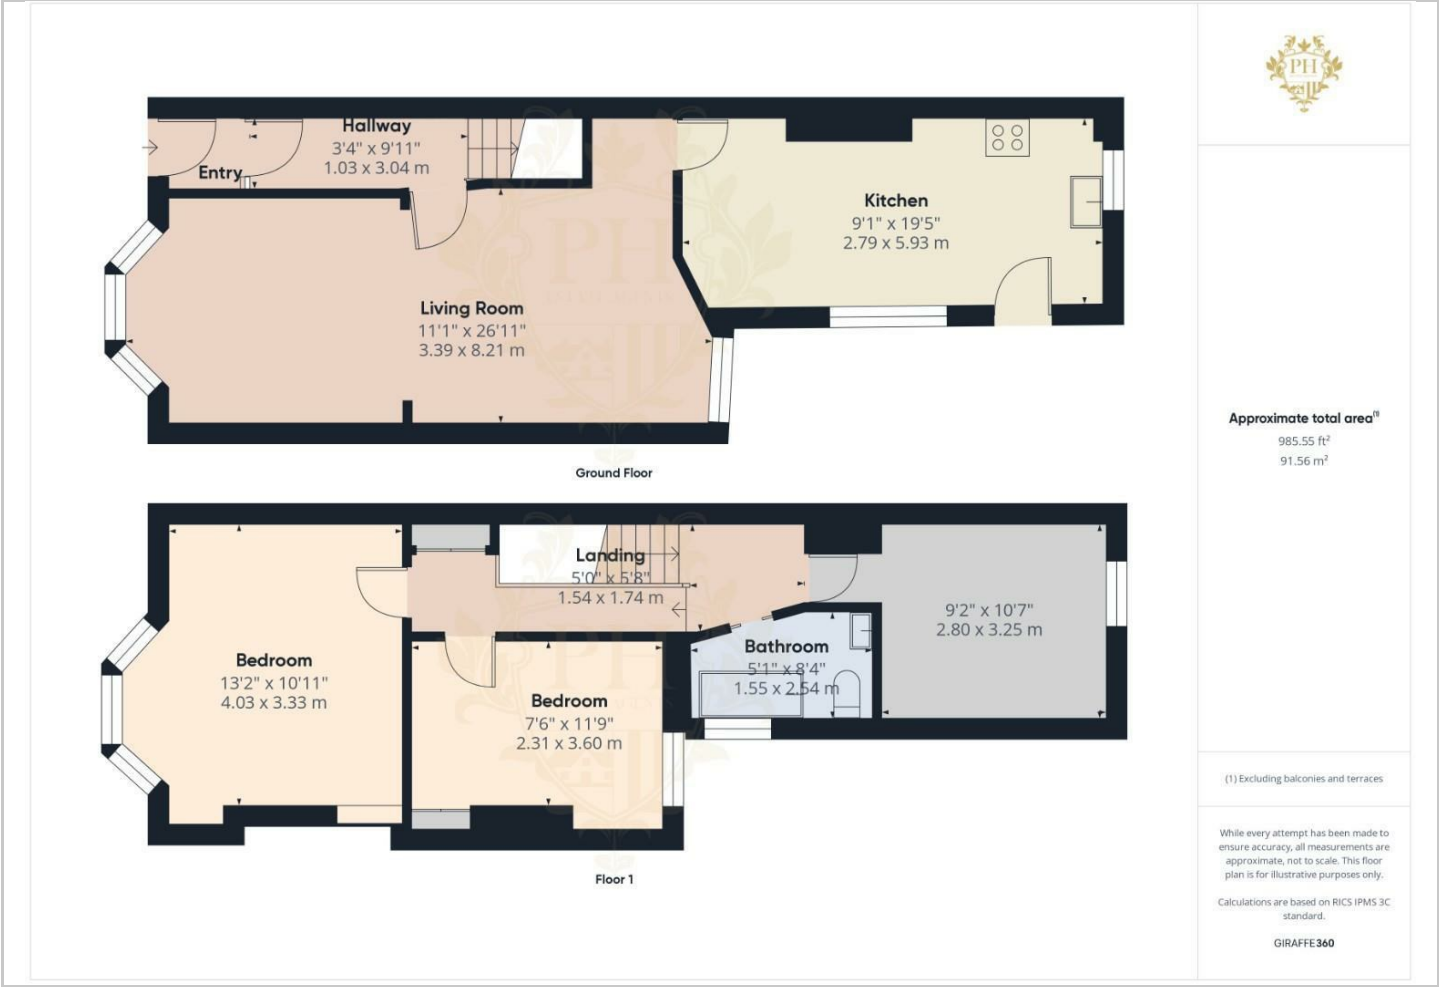 PH
Hallway
3'4" x 9'11"
1.03 x 3.04 m
Entry
Kitchen
9'1" x 19'5"
2.79 x 5.93 m
PH
Living Room
11'1" x 26'11"
3.39 x 8.21 m
Approximate total area(1)
985.55 ft²
91.56 m²
Ground Floor
Landing
5'0" x 5'8"
1.54 x 1.74 m
9'2" x 10'7"
2.80 x 3.25 m
Bathroom
5'1" x 8'4"
1.55 x 2.54 m
Bedroom
13'2" x 10'11"
4.03 x 3.33 m
PH
Bedroom
7'6" x 11'9"
2.31 x 3.60 m
Floor 1
(1) Excluding balconies and terraces
While every attempt has been made to
ensure accuracy, all measurements are
approximate, not to scale. This floor
plan is for illustrative purposes only.
Calculations are based on RICS IPMS 3C
standard.
GIRAFFE360